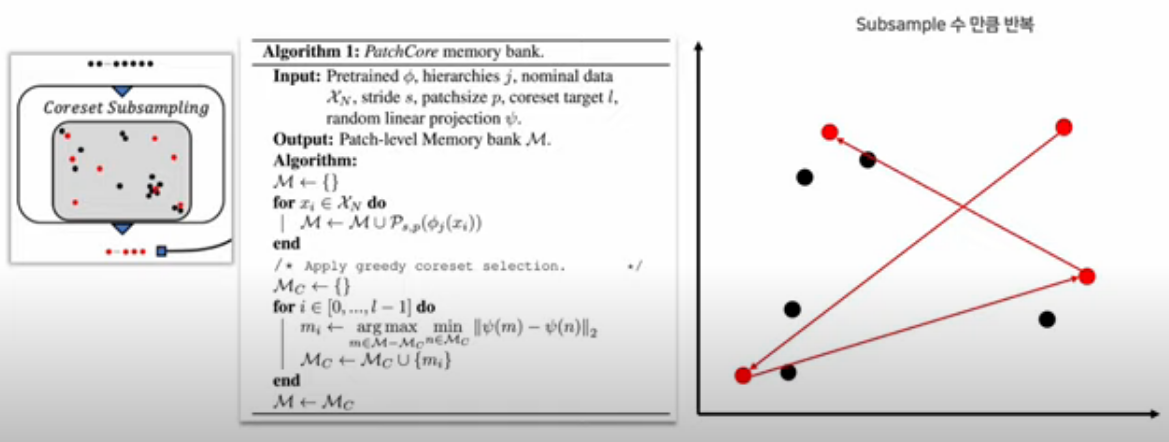 Subsample 수 만큼 반복
Coreset Subsampling
Algorithm 1: PatchCore memory bank.
Input: Pretrained ϕ, hierarchies j, nominal data
𝒳_N, stride s, patchsize p, coreset target l,
random linear projection ψ.
Output: Patch-level Memory bank ℳ.
Algorithm:
ℳ ← {}
for x_i ∈ 𝒳_N do
ℳ ← ℳ ∪ 𝒫_{s,p}(ϕ_j(x_i))
end
/* Apply greedy coreset selection. */
ℳ_C ← {}
for i ∈ [0, ..., l − 1] do
m_i ← arg max min ‖ψ(m) − ψ(n)‖_2
m∈ℳ−ℳ_C n∈ℳ_C
ℳ_C ← ℳ_C ∪ {m_i}
end
ℳ ← ℳ_C